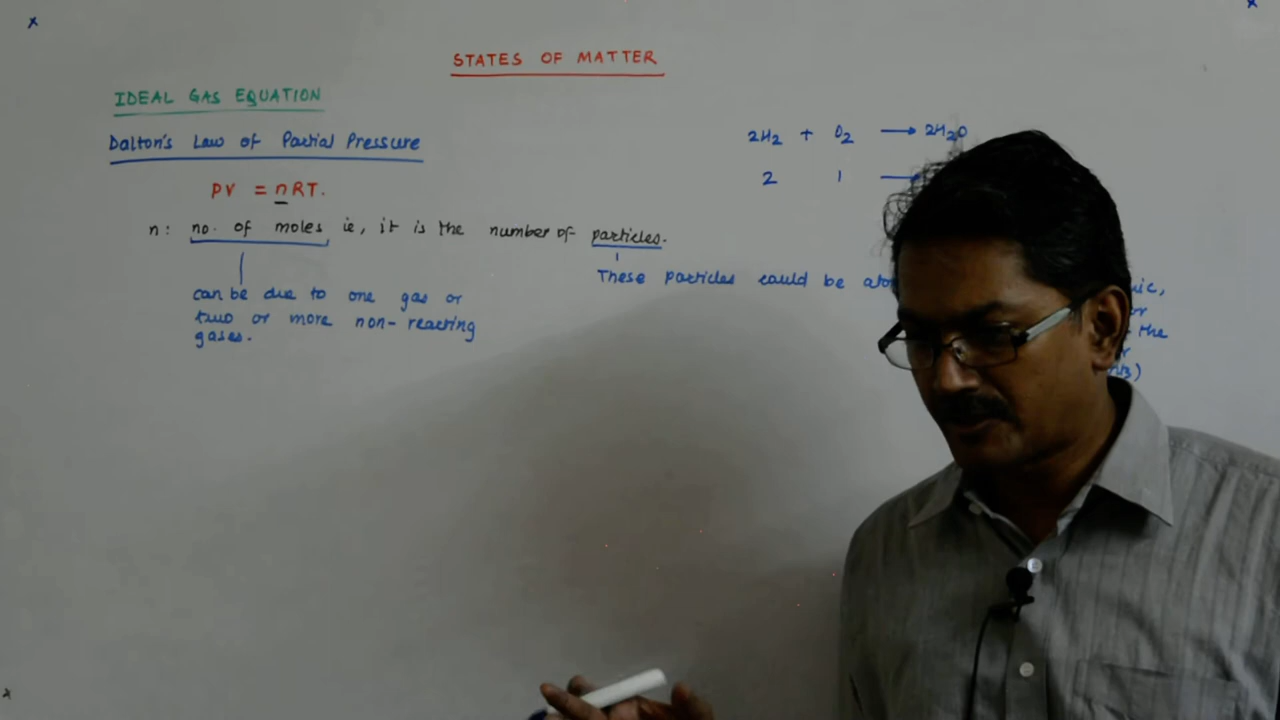 STATES OF MATTER
IDEAL GAS EQUATION
Dalton's Law of Partial Pressure
2H2 + O2 → 2H2O
2 1 →
PV = nRT.
n: no. of moles ie, it is the number of particles.
These particles could be
can be due to one gas or
two or more non-reacting
gases.
the